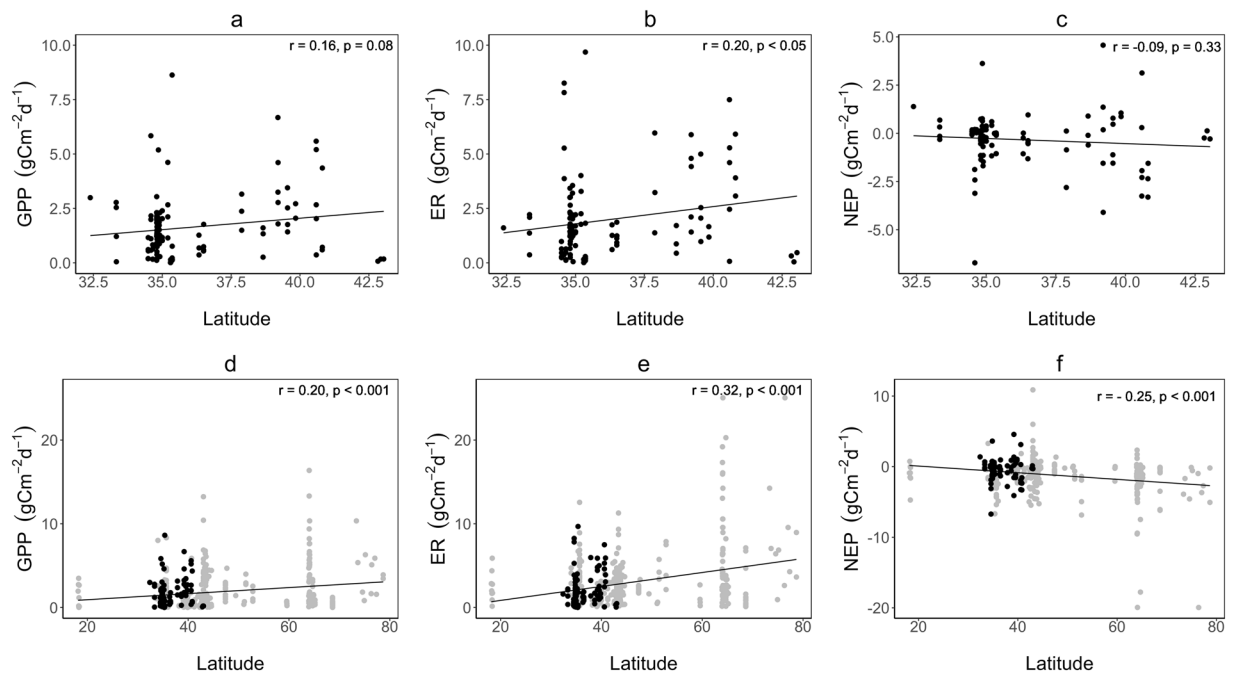 a
r = 0.16, p = 0.08
10.0
7.5
5.0
2.5
0.0
GPP (gCm⁻²d⁻¹)
32.5 35.0 37.5 40.0 42.5
Latitude
b
r = 0.20, p < 0.05
10.0
7.5
5.0
2.5
0.0
ER (gCm⁻²d⁻¹)
32.5 35.0 37.5 40.0 42.5
Latitude
c
r = -0.09, p = 0.33
5.0
2.5
0.0
-2.5
-5.0
NEP (gCm⁻²d⁻¹)
32.5 35.0 37.5 40.0 42.5
Latitude
d
r = 0.20, p < 0.001
20
10
0
GPP (gCm⁻²d⁻¹)
20 40 60 80
Latitude
e
r = 0.32, p < 0.001
20
10
0
ER (gCm⁻²d⁻¹)
20 40 60 80
Latitude
f
r = - 0.25, p < 0.001
10
0
-10
-20
NEP (gCm⁻²d⁻¹)
20 40 60 80
Latitude